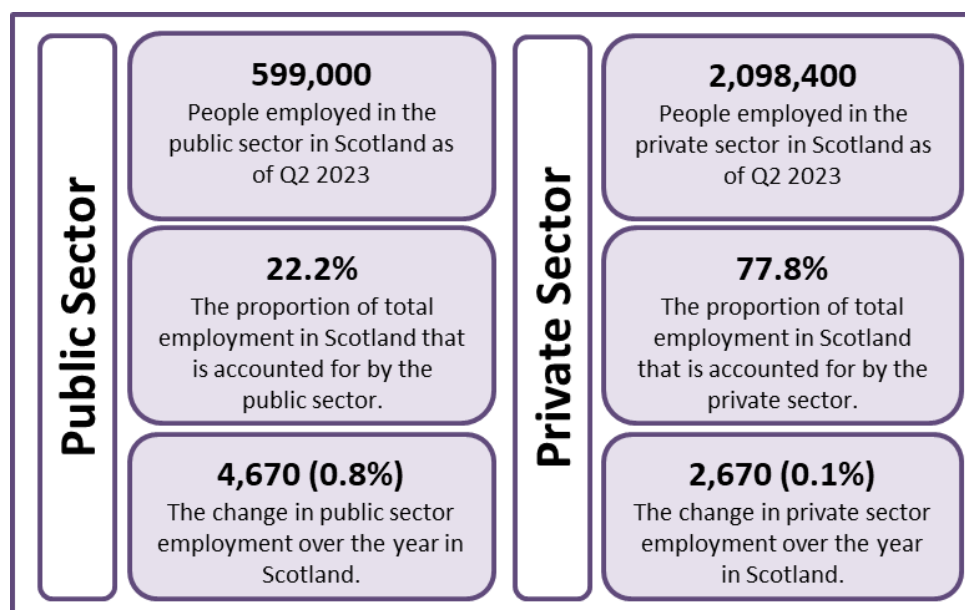 Public Sector
599,000
People employed in the
public sector in Scotland as
of Q2 2023
22.2%
The proportion of total
employment in Scotland that
is accounted for by the
public sector.
4,670 (0.8%)
The change in public sector
employment over the year in
Scotland.
Private Sector
2,098,400
People employed in the
private sector in Scotland as
of Q2 2023
77.8%
The proportion of total
employment in Scotland
that is accounted for by the
private sector.
2,670 (0.1%)
The change in private sector
employment over the year
in Scotland.